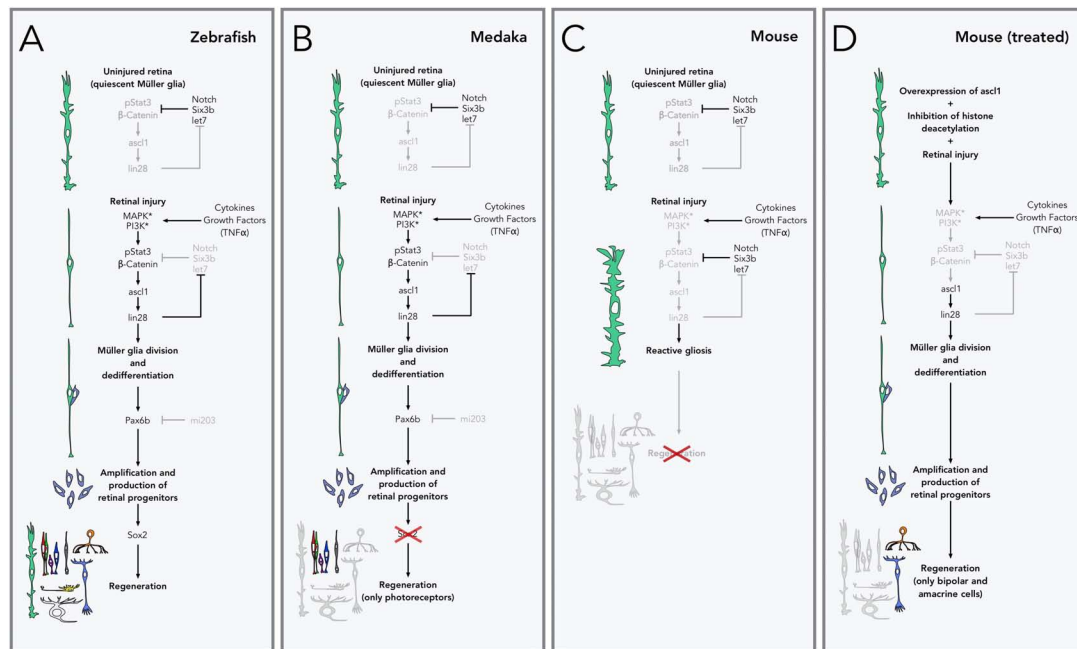 A
Zebrafish
Uninjured retina
(quiescent Müller glia)
pStat3
β-Catenin
Notch
Six3b
let7
ascl1
lin28
Retinal injury
MAPK*
PI3K*
Cytokines
Growth Factors
(TNFα)
pStat3
β-Catenin
Notch
Six3b
let7
ascl1
lin28
Müller glia division
and
dedifferentiation
Pax6b
mi203
Amplification and
production of
retinal progenitors
Sox2
Regeneration
B
Medaka
Uninjured retina
(quiescent Müller glia)
pStat3
β-Catenin
Notch
Six3b
let7
ascl1
lin28
Retinal injury
MAPK*
PI3K*
Cytokines
Growth Factors
(TNFα)
pStat3
β-Catenin
Notch
Six3b
let7
ascl1
lin28
Müller glia division
and
dedifferentiation
Pax6b
mi203
Amplification and
production of
retinal progenitors
Sox2
Regeneration
(only photoreceptors)
C
Mouse
Uninjured retina
(quiescent Müller glia)
pStat3
β-Catenin
Notch
Six3b
let7
ascl1
lin28
Retinal injury
MAPK*
PI3K*
Cytokines
Growth Factors
(TNFα)
pStat3
β-Catenin
Notch
Six3b
let7
ascl1
lin28
Reactive gliosis
Regeneration
D
Mouse (treated)
Overexpression of ascl1
+
Inhibition of histone
deacetylation
+
Retinal injury
MAPK*
PI3K*
Cytokines
Growth Factors
(TNFα)
pStat3
β-Catenin
Notch
Six3b
let7
ascl1
lin28
Müller glia division
and
dedifferentiation
Amplification and
production of
retinal progenitors
Regeneration
(only bipolar and
amacrine cells)